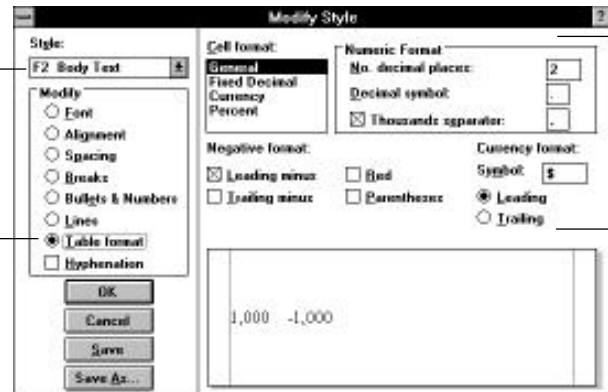 Modify Style
?
Style:
F2 Body Text
Modify
Font
Alignment
Spacing
Breaks
Bullets & Numbers
Lines
Table format
Hyphenation
OK
Cancel
Save
Save As...
Cell format:
General
Fixed Decimal
Currency
Percent
Numeric Format
No. decimal places: 2
Decimal symbol: .
Thousands separator:
Negative format:
Leading minus
Red
Trailing minus
Parentheses
Currency format:
Symbol: $
Leading
Trailing
1,000 -1,000